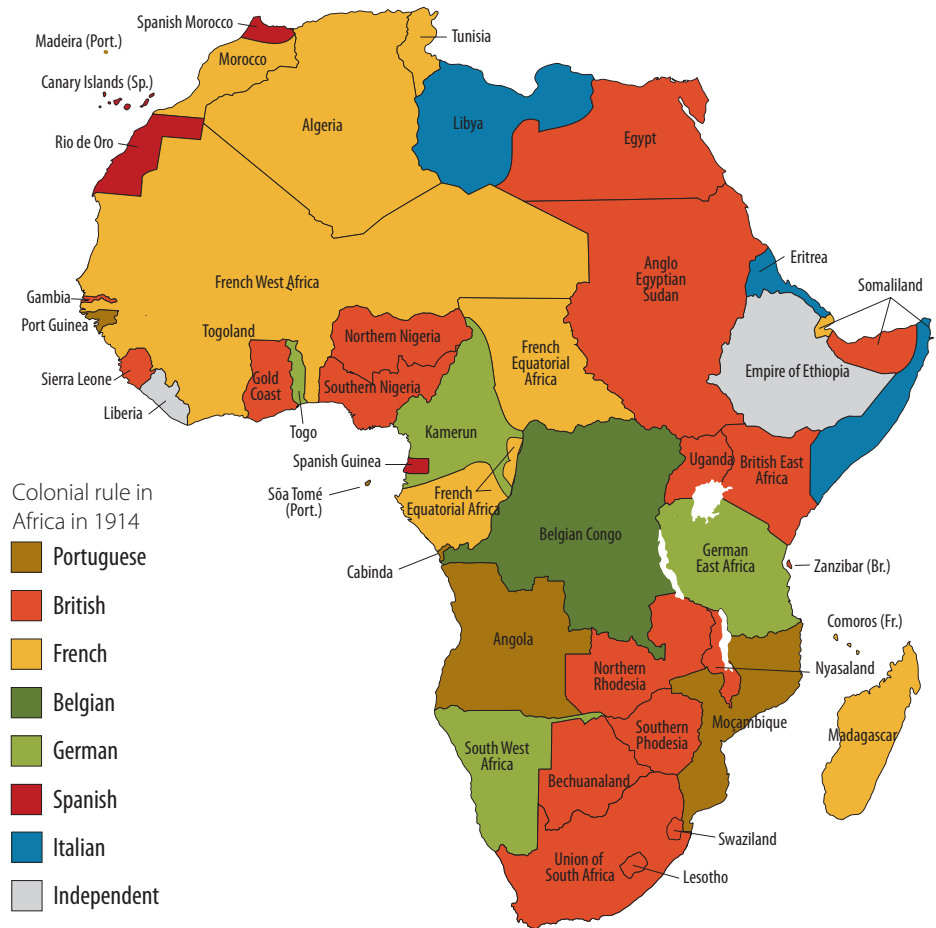 Spanish Morocco
Madeira (Port.)
Tunisia
Morocco
Canary Islands (Sp.)
Algeria
Libya
Rio de Oro
Egypt
Eritrea
Anglo
Egyptian
Sudan
Somaliland
French West Africa
Gambia
Port Guinea
Togoland
Northern Nigeria
French
Equatorial
Africa
Empire of Ethiopia
Sierra Leone
Gold
Coast
Southern Nigeria
Liberia
Togo
Kamerun
Spanish Guinea
Uganda
British East
Africa
Sõa Tomé
(Port.)
French
Equatorial Africa
Belgian Congo
German
East Africa
Zanzibar (Br.)
Cabinda
Comoros (Fr.)
Angola
Northern
Rhodesia
Nyasaland
Moçambique
Madagascar
South West
Africa
Southern
Phodesia
Bechuanaland
Swaziland
Union of
South Africa
Lesotho
Colonial rule in
Africa in 1914
Portuguese
British
French
Belgian
German
Spanish
Italian
Independent